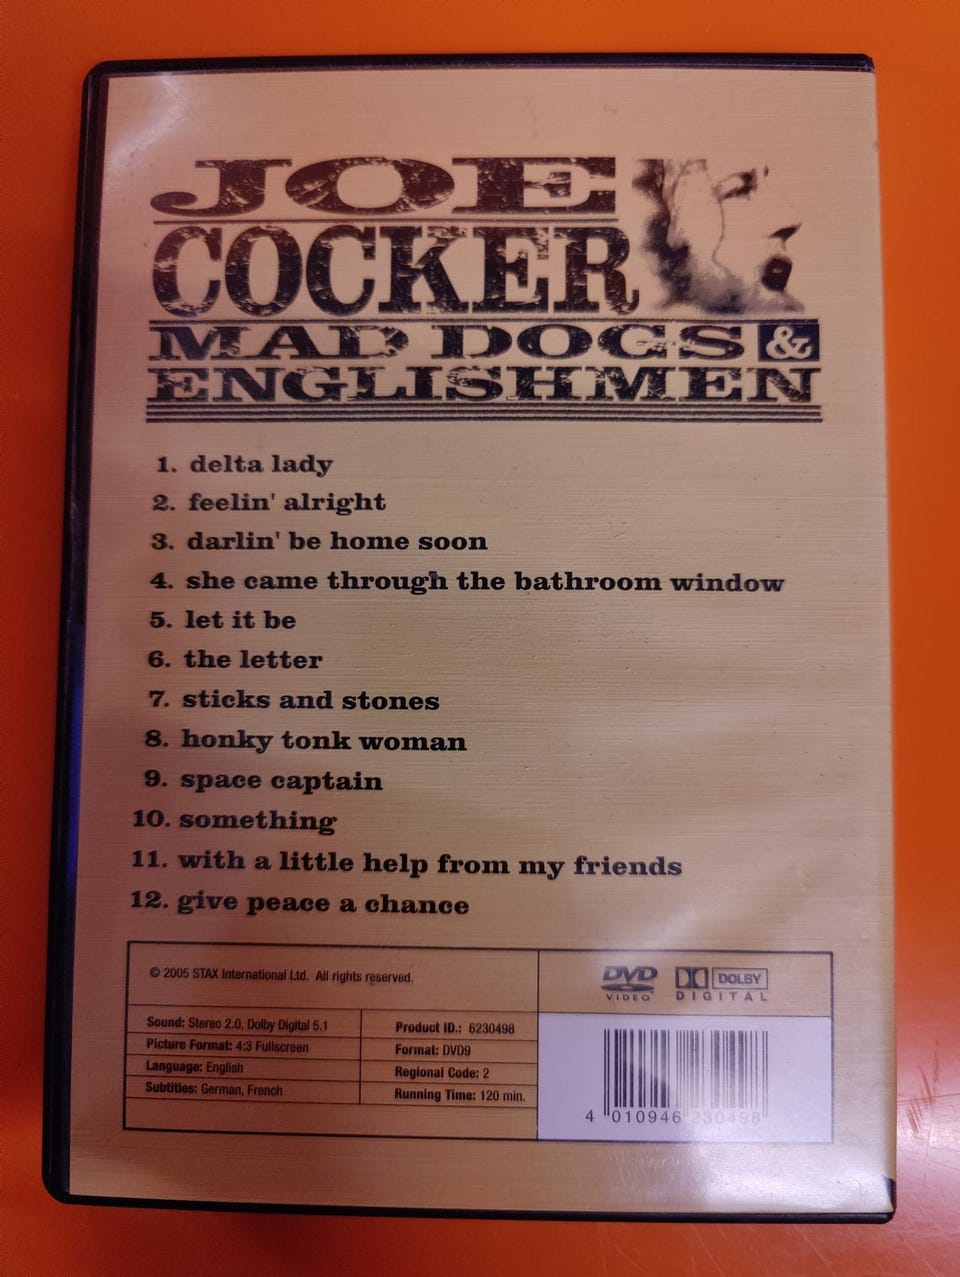 JOE
COCKER
MAD DOGS &
ENGLISHMEN
1. delta lady
2. feelin' alright
3. darlin' be home soon
4. she came through the bathroom window
5. let it be
6. the letter
7. sticks and stones
8. honky tonk woman
9. space captain
10. something
11. with a little help from my friends
12. give peace a chance
© 2005 STAX International Ltd. All rights reserved.
Sound: Stereo 2.0, Dolby Digital 5.1
Picture Format: 4:3 Fullscreen
Language: English
Subtitles: German, French
Product ID.: 6230498
Format: DVD9
Regional Code: 2
Running Time: 120 min.
DVD
VIDEO
DOLBY
DIGITAL
4 010946 230498